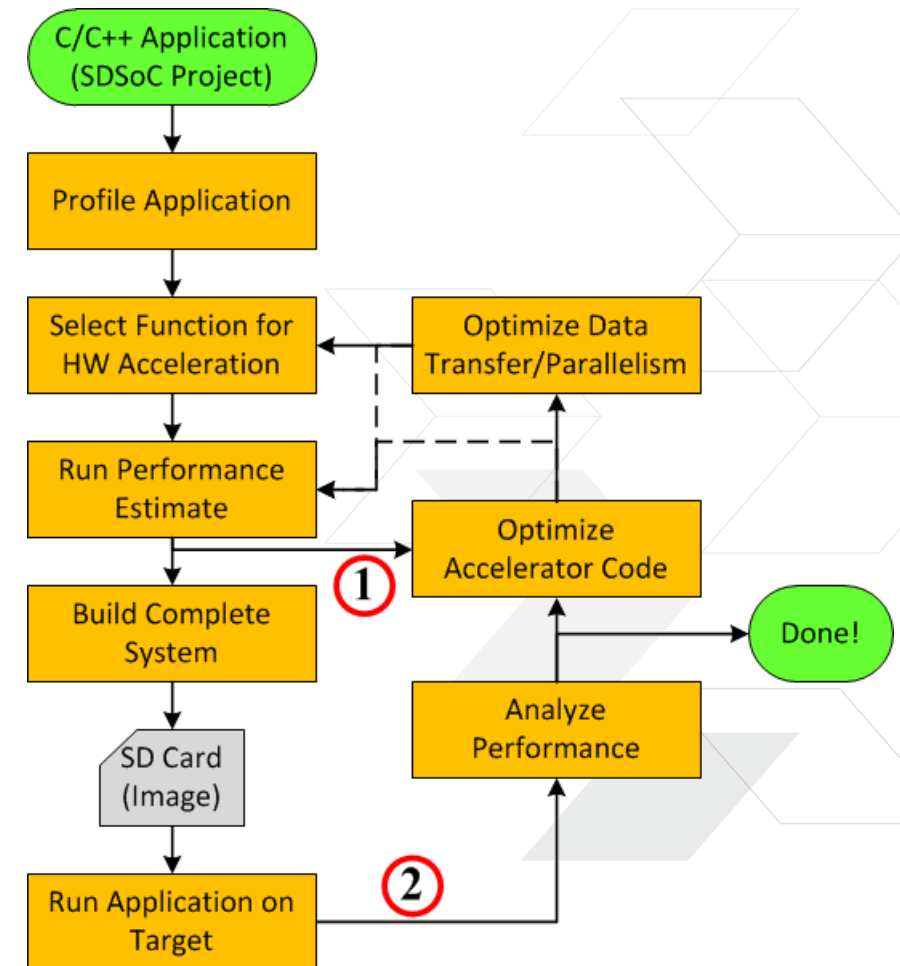 C/C++ Application
(SDSoC Project)
Profile Application
Select Function for
HW Acceleration
Optimize Data
Transfer/Parallelism
Run Performance
Estimate
Optimize
Accelerator Code
1
Build Complete
System
Done!
Analyze
Performance
SD Card
(Image)
2
Run Application on
Target